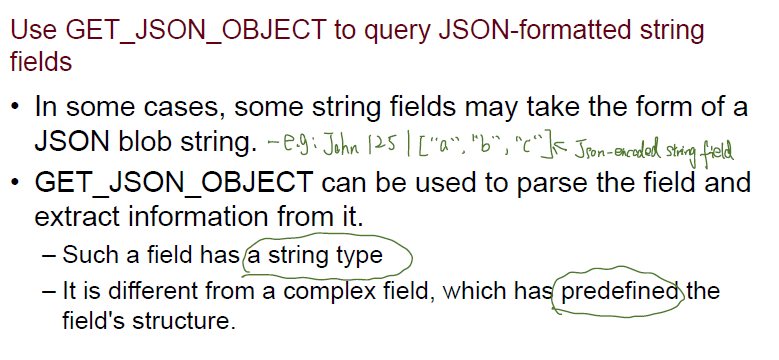 Use GET_JSON_OBJECT to query JSON-formatted string
fields
• In some cases, some string fields may take the form of a
JSON blob string. -e.g: John |25| ["a", "b", "c"] ← Json-encoded string field
• GET_JSON_OBJECT can be used to parse the field and
extract information from it.
– Such a field has a string type
– It is different from a complex field, which has predefined the
field's structure.